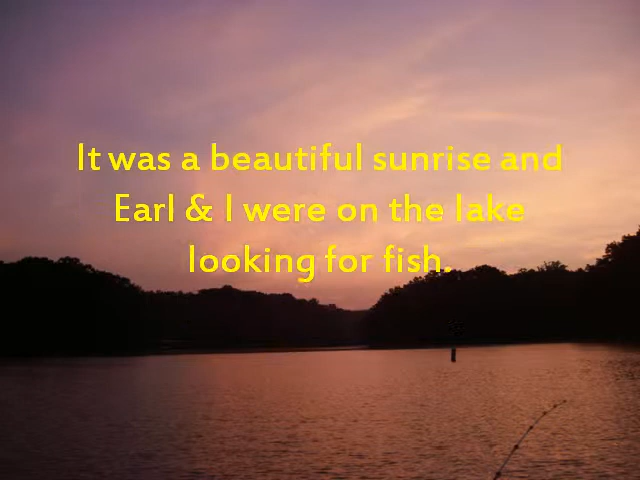 It was a beautiful sunrise and
Earl & I were on the lake
looking for fish.